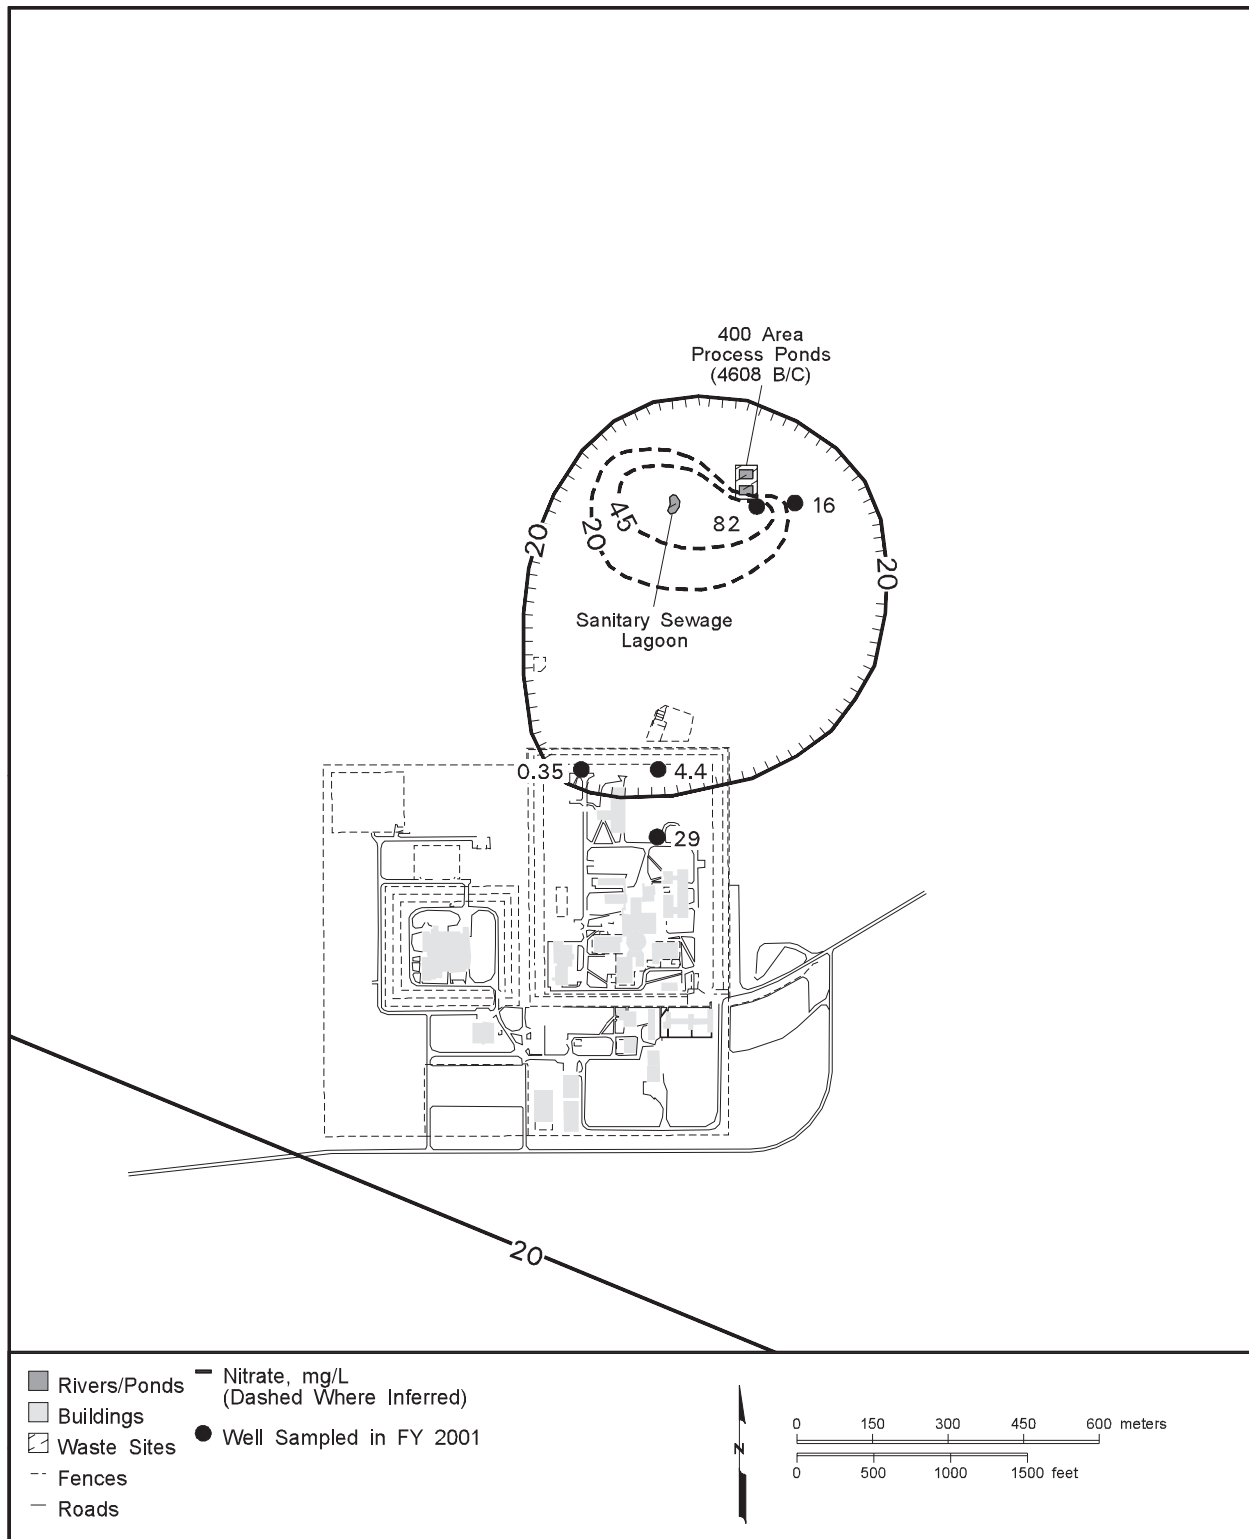 400 Area
Process Ponds
(4608 B/C)
16
82
45
20
20
20
Sanitary Sewage
Lagoon
0.35
4.4
29
20
Rivers/Ponds
Buildings
Waste Sites
Fences
Roads
Nitrate, mg/L
(Dashed Where Inferred)
Well Sampled in FY 2001
N
0 150 300 450 600 meters
0 500 1000 1500 feet